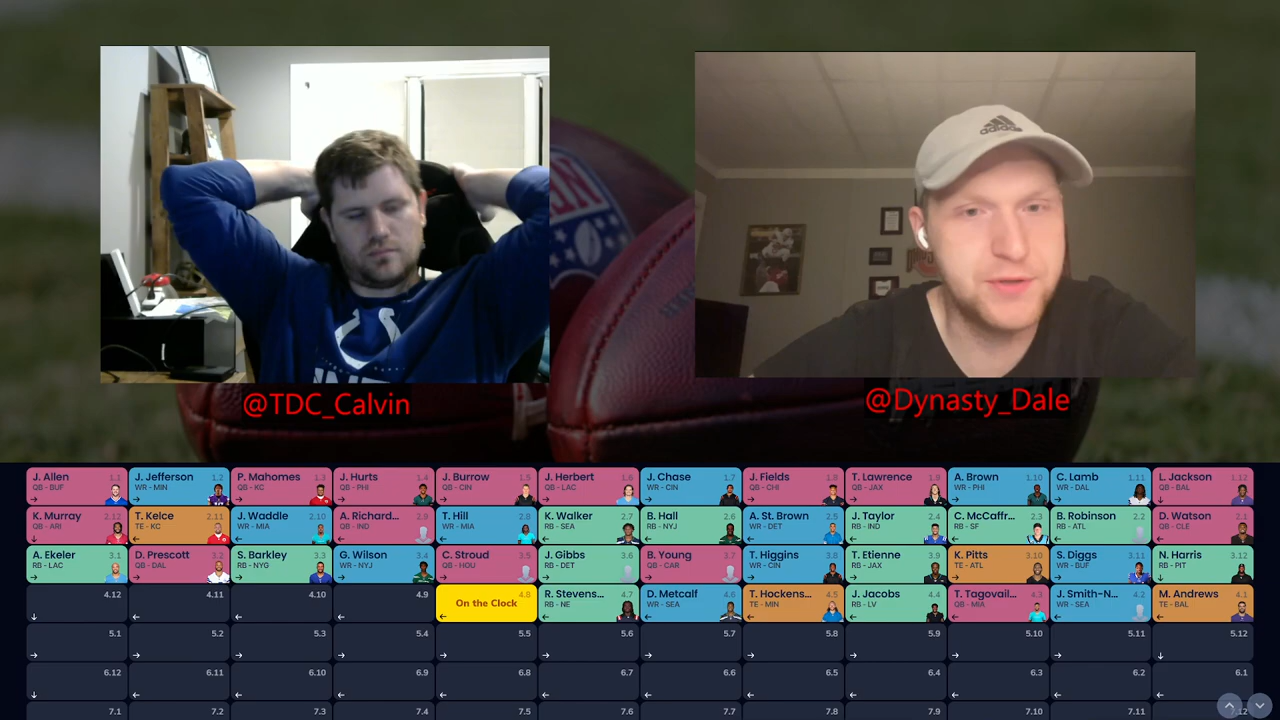 adidas
@TDC_Calvin
@Dynasty_Dale
J. Allen 1.1
QB - BUF
J. Jefferson 1.2
WR - MIN
P. Mahomes 1.3
QB - KC
J. Hurts 1.4
QB - PHI
J. Burrow 1.5
QB - CIN
J. Herbert 1.6
QB - LAC
J. Chase 1.7
WR - CIN
J. Fields 1.8
QB - CHI
T. Lawrence 1.9
QB - JAX
A. Brown 1.10
WR - PHI
C. Lamb 1.11
WR - DAL
L. Jackson 1.12
QB - BAL
K. Murray 2.12
QB - ARI
T. Kelce 2.11
TE - KC
J. Waddle 2.10
WR - MIA
A. Richard... 2.9
QB - IND
T. Hill 2.8
WR - MIA
K. Walker 2.7
RB - SEA
B. Hall 2.6
RB - NYJ
A. St. Brown 2.5
WR - DET
J. Taylor 2.4
RB - IND
C. McCaffr... 2.3
RB - SF
B. Robinson 2.2
RB - ATL
D. Watson 2.1
QB - CLE
A. Ekeler 3.1
RB - LAC
D. Prescott 3.2
QB - DAL
S. Barkley 3.3
RB - NYG
G. Wilson 3.4
WR - NYJ
C. Stroud 3.5
QB - HOU
J. Gibbs 3.6
RB - DET
B. Young 3.7
QB - CAR
T. Higgins 3.8
WR - CIN
T. Etienne 3.9
RB - JAX
K. Pitts 3.10
TE - ATL
S. Diggs 3.11
WR - BUF
N. Harris 3.12
RB - PIT
4.12
4.11
4.10
4.9
On the Clock 4.8
R. Stevens... 4.7
RB - NE
D. Metcalf 4.6
WR - SEA
T. Hockens... 4.5
TE - MIN
J. Jacobs 4.4
RB - LV
T. Tagovail... 4.3
QB - MIA
J. Smith-N... 4.2
WR - SEA
M. Andrews 4.1
TE - BAL
5.1 5.2 5.3 5.4 5.5 5.6 5.7 5.8 5.9 5.10 5.11 5.12
6.12 6.11 6.10 6.9 6.8 6.7 6.6 6.5 6.4 6.3 6.2 6.1
7.1 7.2 7.3 7.4 7.5 7.6 7.7 7.8 7.9 7.10 7.11 7.12